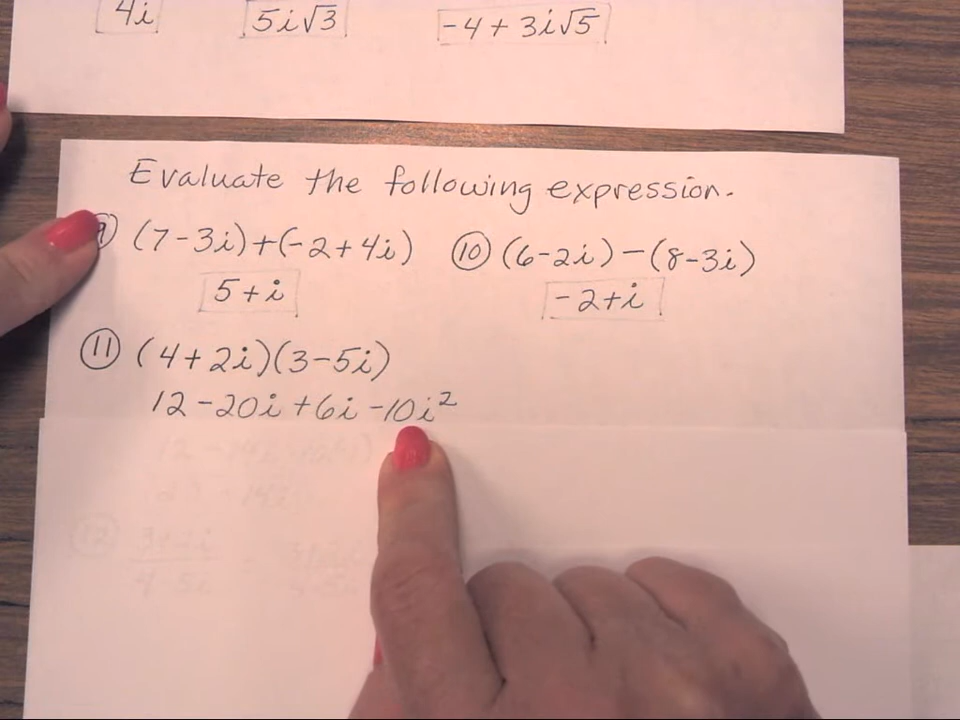 4i 5i√3 -4 + 3i√5
Evaluate the following expression.
9 (7-3i)+(-2+4i) 10 (6-2i)-(8-3i)
5+i -2+i
11 (4+2i)(3-5i)
12-20i+6i-10i²